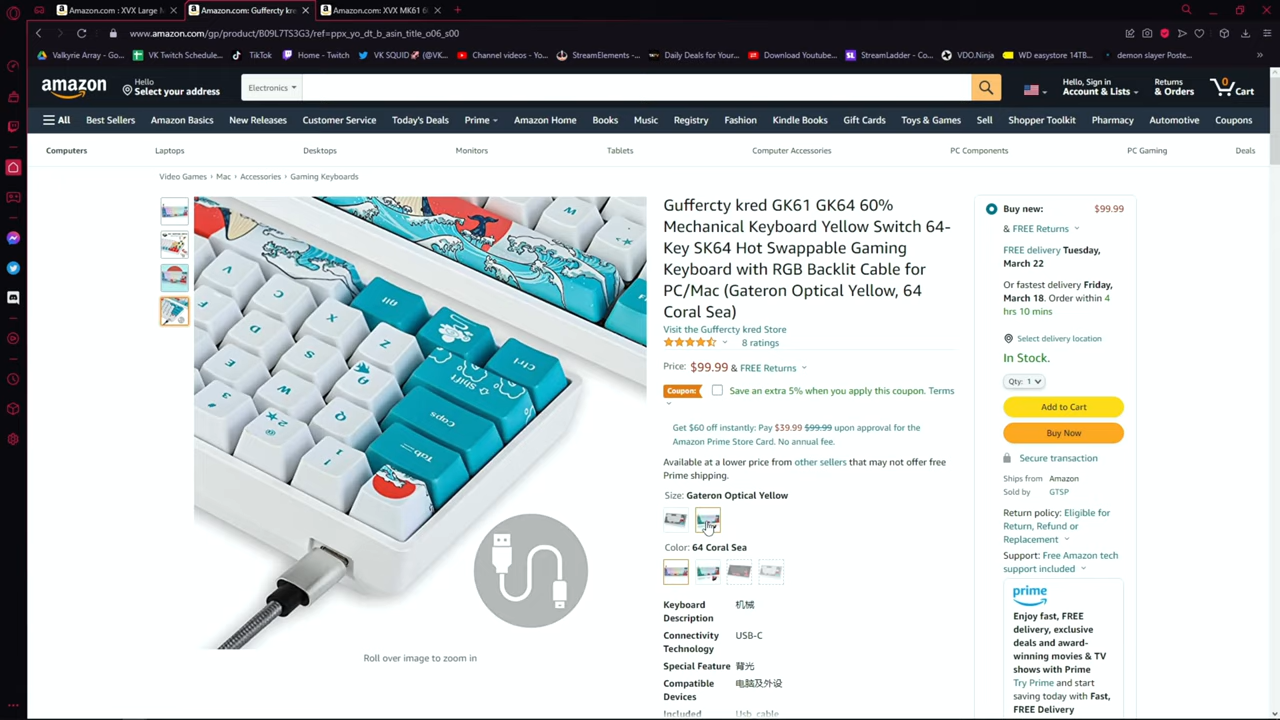 Amazon.com : XVX Large M
Amazon.com: Guffercty kre
Amazon.com: XVX MK61 6
www.amazon.com/gp/product/B09L7TS3G3/ref=ppx_yo_dt_b_asin_title_o06_s00
Valkyrie Array - Go...
VK Twitch Schedule...
TikTok
Home - Twitch
VK SQUID🚀 (@VK...
Channel videos - Yo...
StreamElements -...
Daily Deals for Your...
Download Youtube...
StreamLadder - Cro...
VDO.Ninja
WD easystore 14TB...
demon slayer Part...
amazon
Hello
Select your address
Electronics
Hello, Sign in
Account & Lists
Returns
& Orders
0
Cart
All
Best Sellers
Amazon Basics
New Releases
Customer Service
Today's Deals
Prime
Amazon Home
Books
Music
Registry
Fashion
Kindle Books
Gift Cards
Toys & Games
Sell
Shopper Toolkit
Pharmacy
Automotive
Coupons
Computers
Laptops
Desktops
Monitors
Tablets
Computer Accessories
PC Components
PC Gaming
Deals
Video Games › Mac › Accessories › Gaming Keyboards
Guffercty kred GK61 GK64 60%
Mechanical Keyboard Yellow Switch 64-
Key SK64 Hot Swappable Gaming
Keyboard with RGB Backlit Cable for
PC/Mac (Gateron Optical Yellow, 64
Coral Sea)
Visit the Guffercty kred Store
8 ratings
Price: $99.99 & FREE Returns
Coupon: Save an extra 5% when you apply this coupon. Terms
Get $60 off instantly: Pay $39.99 $99.99 upon approval for the
Amazon Prime Store Card. No annual fee.
Available at a lower price from other sellers that may not offer free
Prime shipping.
Size: Gateron Optical Yellow
Color: 64 Coral Sea
Keyboard
Description
机械
Connectivity
Technology
USB-C
Special Feature
背光
Compatible
Devices
电脑及外设
Included
Usb cable
Buy new:
$99.99
& FREE Returns
FREE delivery Tuesday,
March 22
Or fastest delivery Friday,
March 18. Order within 4
hrs 10 mins
Select delivery location
In Stock.
Qty: 1
Add to Cart
Buy Now
Secure transaction
Ships from Amazon
Sold by GTSP
Return policy: Eligible for
Return, Refund or
Replacement
Support: Free Amazon tech
support included
prime
Enjoy fast, FREE
delivery, exclusive
deals and award-
winning movies & TV
shows with Prime
Try Prime and start
saving today with Fast,
FREE Delivery
W
V
C
X
alt
F
D
S
Z
Ctrl
Shift
E
W
Q
Caps
3
2
1
Tab
Roll over image to zoom in